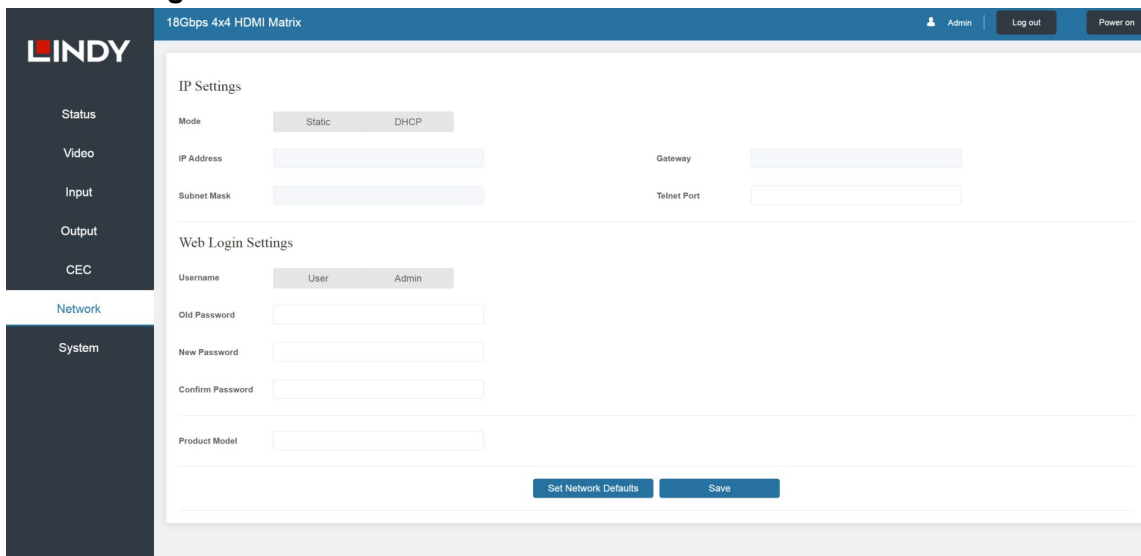 18Gbps 4x4 HDMI Matrix
Admin
Log out
Power on
LINDY
Status
Video
Input
Output
CEC
Network
System
IP Settings
Mode Static DHCP
IP Address Gateway
Subnet Mask Telnet Port
Web Login Settings
Username User Admin
Old Password
New Password
Confirm Password
Product Model
Set Network Defaults Save